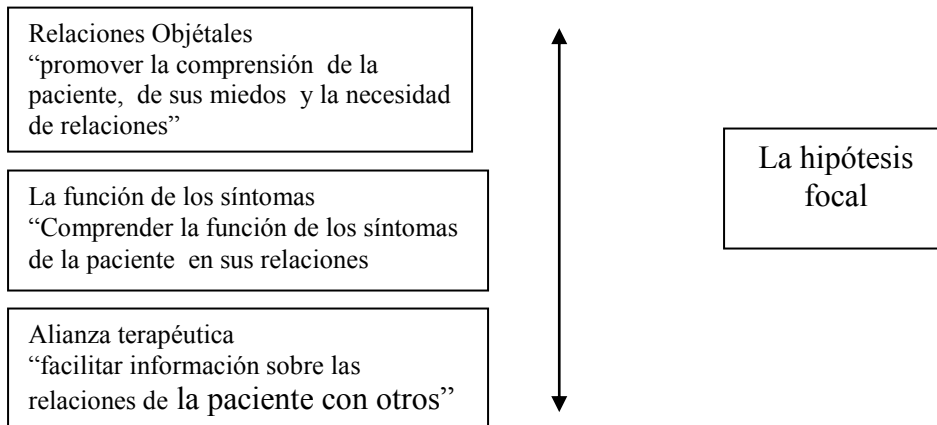 Relaciones Objétales
“promover la comprensión de la
paciente, de sus miedos y la necesidad
de relaciones”
La función de los síntomas
“Comprender la función de los síntomas
de la paciente en sus relaciones
Alianza terapéutica
“facilitar información sobre las
relaciones de la paciente con otros”
La hipótesis
focal